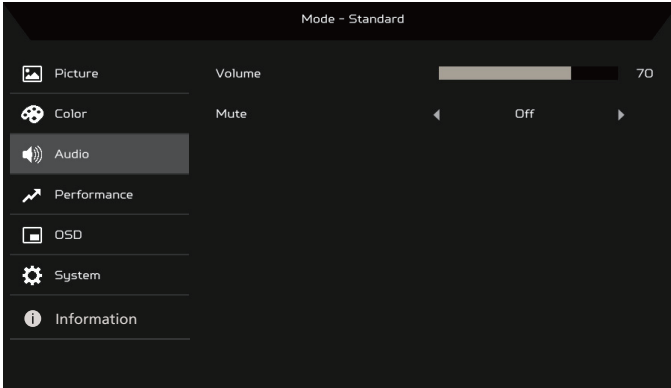 Mode - Standard
Picture
Volume 70
Color
Mute Off
Audio
Performance
OSD
System
Information